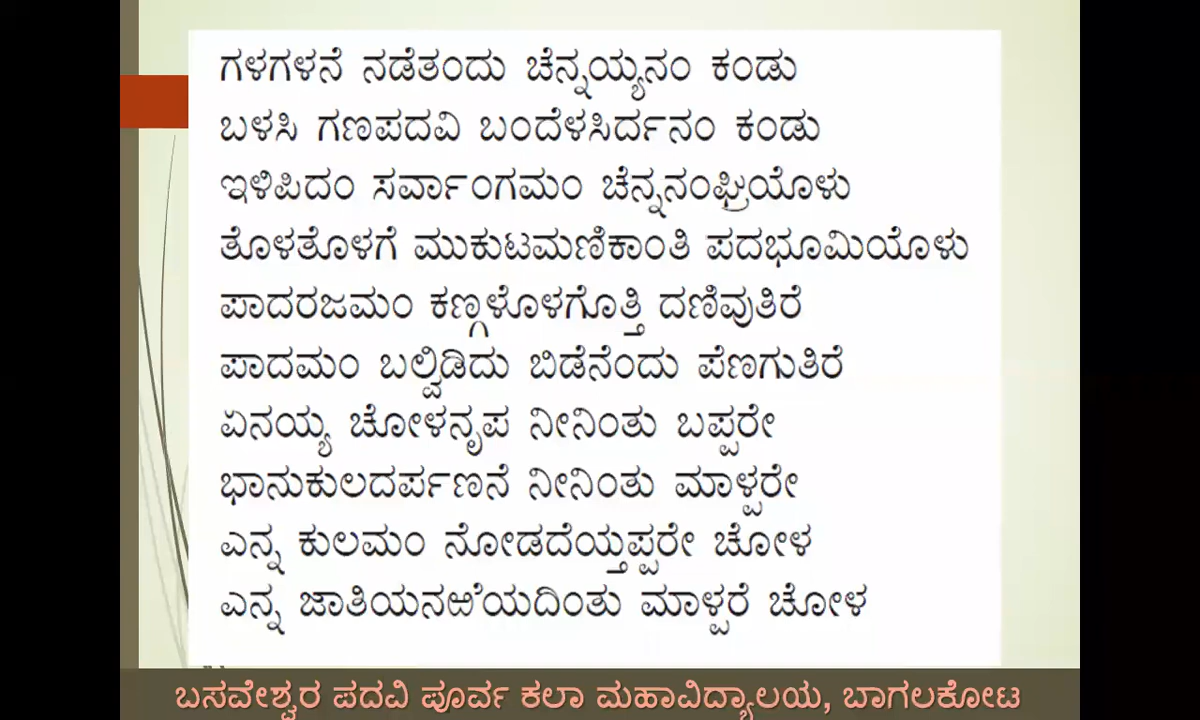 ಗಳಗಳನೆ ನಡೆತಂದು ಚೆನ್ನಯ್ಯನಂ ಕಂಡು
ಬಳಸಿ ಗಣಪದವಿ ಬಂದೆಳಸಿರ್ದನಂ ಕಂಡು
ಇಳಿಪಿದಂ ಸರ್ವಾಂಗಮಂ ಚೆನ್ನನಂಘ್ರಿಯೊಳು
ತೊಳತೊಳಗೆ ಮುಕುಟಮಣಿಕಾಂತಿ ಪದಭೂಮಿಯೊಳು
ಪಾದರಜಮಂ ಕಣ್ಗಳೊಳಗೊತ್ತಿ ದಣಿವುತಿರೆ
ಪಾದಮಂ ಬಲ್ವಿಡಿದು ಬಿಡೆನೆಂದು ಪೆಣಗುತಿರೆ
ಏನಯ್ಯ ಚೋಳನೃಪ ನೀನಿಂತು ಬಪ್ಪರೇ
ಭಾನುಕುಲದರ್ಪಣನೆ ನೀನಿಂತು ಮಾಳ್ಪರೇ
ಎನ್ನ ಕುಲಮಂ ನೋಡದೆಯ್ತಪ್ಪರೇ ಚೋಳ
ಎನ್ನ ಜಾತಿಯನಱಿಯದಿಂತು ಮಾಳ್ಪರೆ ಚೋಳ
ಬಸವೇಶ್ವರ ಪದವಿ ಪೂರ್ವ ಕಲಾ ಮಹಾವಿದ್ಯಾಲಯ, ಬಾಗಲಕೋಟ